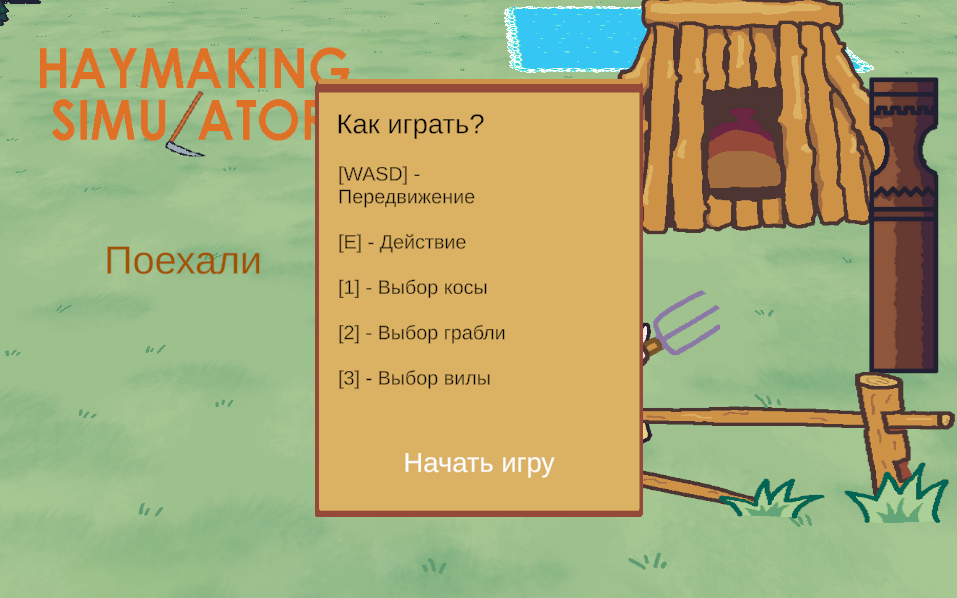 HAYMAKING
SIMULATOR
Как играть?
[WASD] -
Передвижение
[E] - Действие
[1] - Выбор косы
[2] - Выбор грабли
[3] - Выбор вилы
Поехали
Начать игру